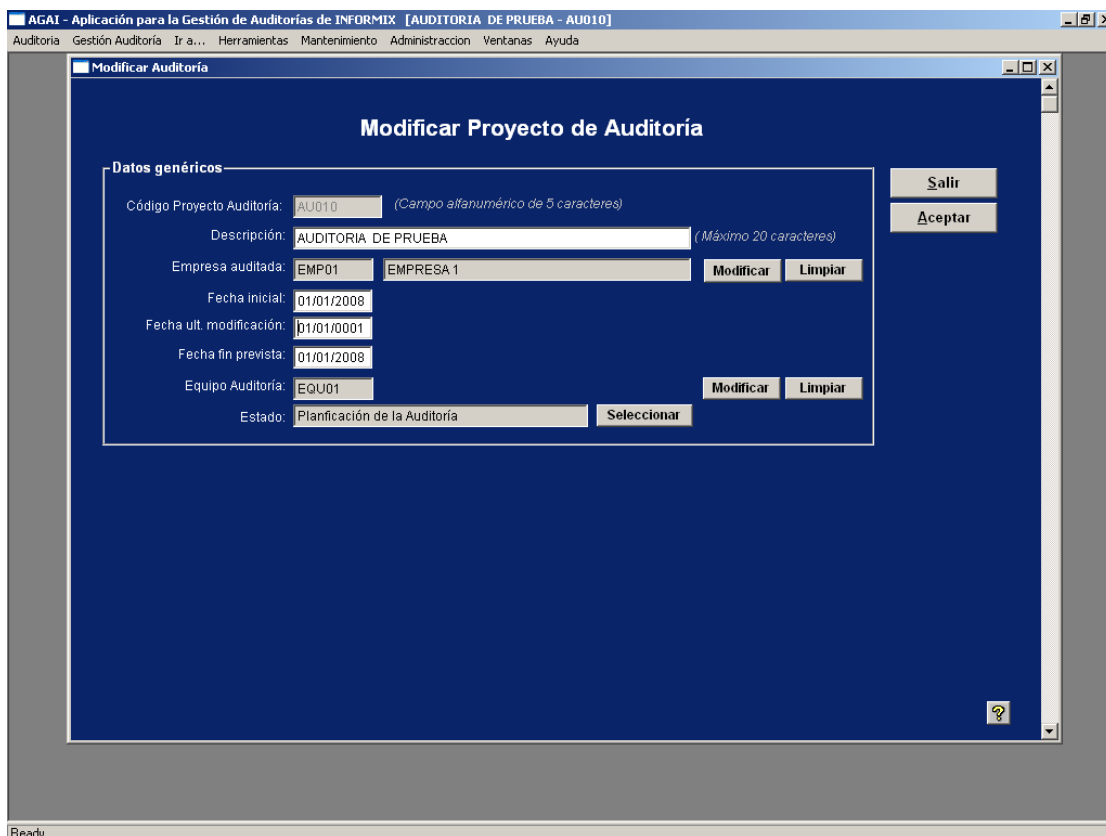 AGAI - Aplicación para la Gestión de Auditorías de INFORMIX [AUDITORIA DE PRUEBA - AU010]
Auditoria Gestión Auditoría Ir a... Herramientas Mantenimiento Administraccion Ventanas Ayuda
Modificar Auditoría
Modificar Proyecto de Auditoría
Datos genéricos
Salir
Código Proyecto Auditoría: AU010 (Campo alfanumérico de 5 caracteres)
Aceptar
Descripción: AUDITORIA DE PRUEBA (Máximo 20 caracteres)
Empresa auditada: EMP01 EMPRESA 1 Modificar Limpiar
Fecha inicial: 01/01/2008
Fecha ult. modificación: 01/01/0001
Fecha fin prevista: 01/01/2008
Equipo Auditoría: EQU01 Modificar Limpiar
Estado: Planficación de la Auditoría Seleccionar
?
Ready